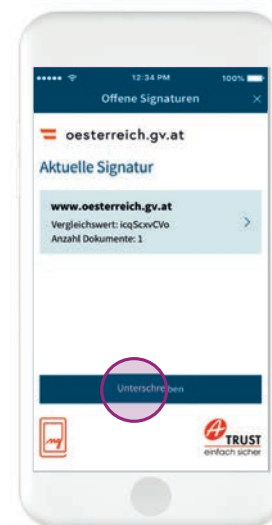 12:34 PM 100%
Offene Signaturen ×
oesterreich.gv.at
Aktuelle Signatur
www.oesterreich.gv.at
Vergleichswert: icqScxvCVo
Anzahl Dokumente: 1
Unterschreiben
A TRUST
einfach sicher